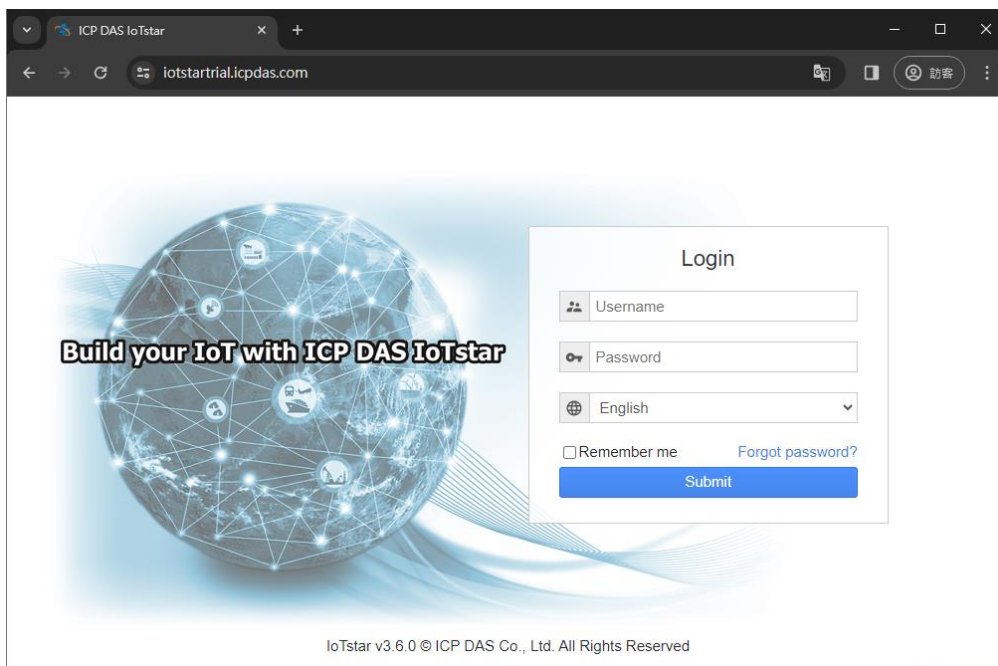 ICP DAS IoTstar
iotstartrial.icpdas.com
訪客
Build your IoT with ICP DAS IoTstar
Login
Username
Password
English
Remember me Forgot password?
Submit
IoTstar v3.6.0 © ICP DAS Co., Ltd. All Rights Reserved